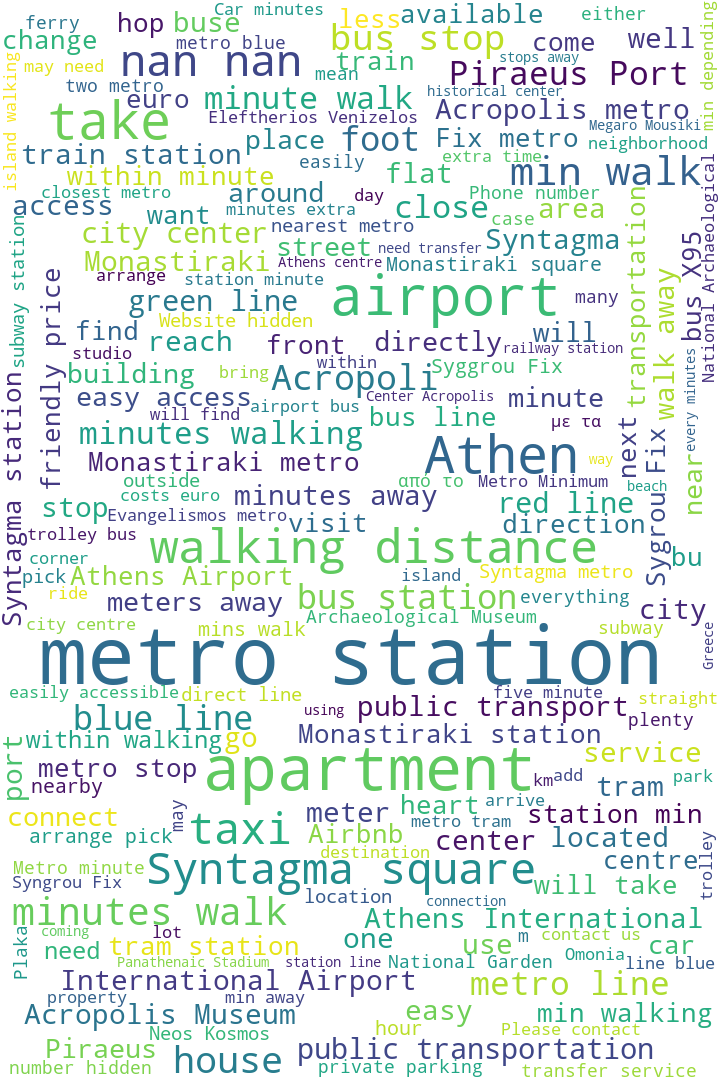 Car minutes
either
ferry
hop
buse
less
available
change
metro blue
bus stop
come
well
may need
nan nan
train
stops away
island walking
two metro
mean
Piraeus Port
min depending
euro
minute walk
historical center
take
Eleftherios Venizelos
Acropolis metro
place
foot
Fix metro
Megaro Mousiki
neighborhood
train station
easily
extra time
within minute
flat
min walk
closest metro
around
day
Phone number
access
want
minutes extra
close
case
area
National Archaeological
subway station
city center
nearest metro
street
need transfer
Syntagma
transportation
bus X95
Monastiraki
Athens centre
Monastiraki square
arrange
station minute
airport
many
walk away
friendly price
green line
Website hidden
find
reach
front
directly
will
railway station
studio
within
Syggrou Fix
building
bring
Acropoli
every minutes
easy access
Center Acropolis
minute
will find
airport bus
bus line
με τα
next
Syntagma station
minutes walking
Athen
way
Monastiraki metro
near
outside
από το
Metro Minimum
beach
costs euro
minutes away
red line
stop
Evangelismos metro
visit
direction
Sygrou Fix
trolley bus
walking distance
bu
corner
pick
Athens Airport
island
Syntagma metro
ride
meters away
bus station
everything
city
Archaeological Museum
city centre
mins walk
subway
Greece
metro station
easily accessible
direct line
five minute
straight
blue line
using
public transport
plenty
within walking
go
Monastiraki station
port
metro stop
apartment
service
nearby
km
add
tram
park
may
meter
heart
arrive
connect
taxi
metro tram
station min
arrange pick
Airbnb
center
located
destination
centre
trolley
Metro minute
Syntagma square
Syngrou Fix
will take
location
connection
minutes walk
Athens International
coming
lot
one
m
contact us
Plaka
need
tram station
use
car
Panathenaic Stadium
station line
National Garden
Omonia
line blue
International Airport
metro line
property
min away
Acropolis Museum
easy
min walking
Neos Kosmos
hour
Please contact
Piraeus
house
public transportation
number hidden
private parking
transfer service